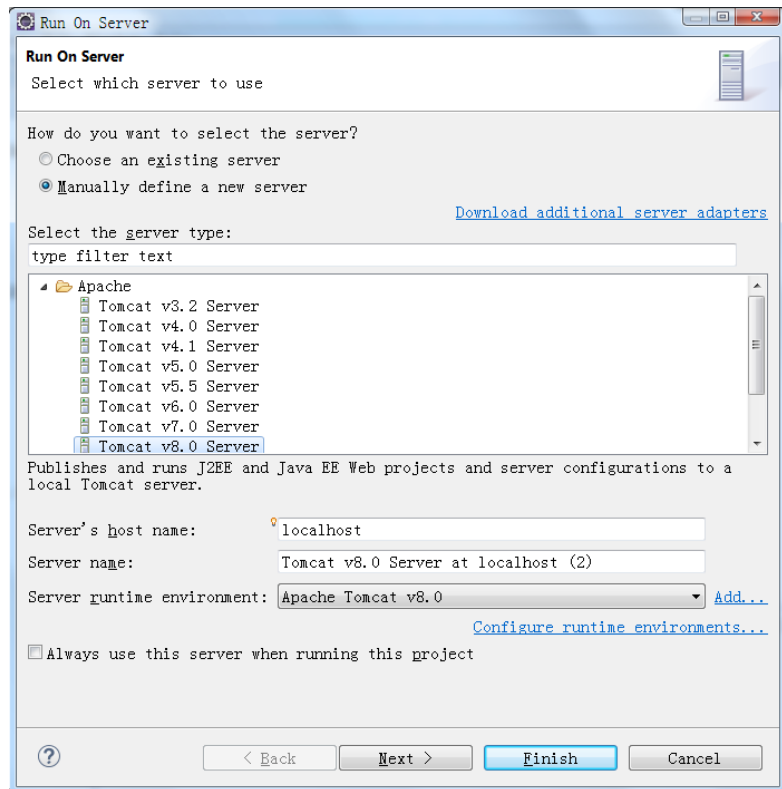 Run On Server
Run On Server
Select which server to use
How do you want to select the server?
Choose an existing server
Manually define a new server
Download additional server adapters
Select the server type:
type filter text
Apache
Tomcat v3.2 Server
Tomcat v4.0 Server
Tomcat v4.1 Server
Tomcat v5.0 Server
Tomcat v5.5 Server
Tomcat v6.0 Server
Tomcat v7.0 Server
Tomcat v8.0 Server
Publishes and runs J2EE and Java EE Web projects and server configurations to a
local Tomcat server.
Server's host name: localhost
Server name: Tomcat v8.0 Server at localhost (2)
Server runtime environment: Apache Tomcat v8.0 Add...
Configure runtime environments...
Always use this server when running this project
? < Back Next > Finish Cancel